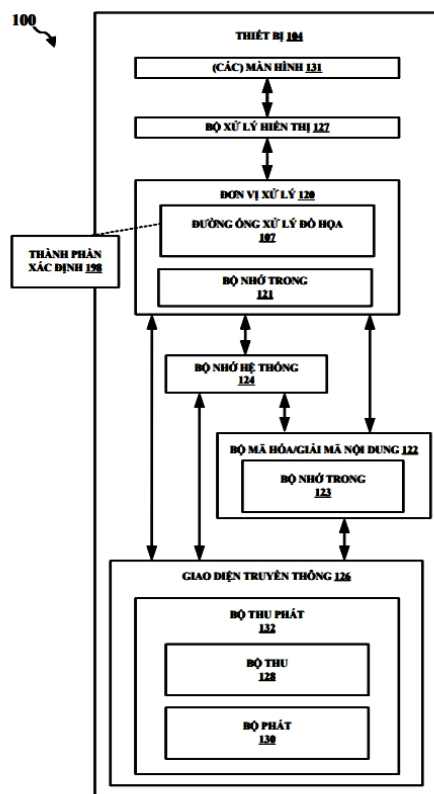 100
THIẾT BỊ 104
(CÁC) MÀN HÌNH 131
BỘ XỬ LÝ HIỂN THỊ 127
ĐƠN VỊ XỬ LÝ 120
ĐƯỜNG ỐNG XỬ LÝ ĐỒ HỌA
107
THÀNH PHẦN
XÁC ĐỊNH 198
BỘ NHỚ TRONG
121
BỘ NHỚ HỆ THỐNG
124
BỘ MÃ HÓA/GIẢI MÃ NỘI DUNG 122
BỘ NHỚ TRONG
123
GIAO DIỆN TRUYỀN THÔNG 126
BỘ THU PHÁT
132
BỘ THU
128
BỘ PHÁT
130